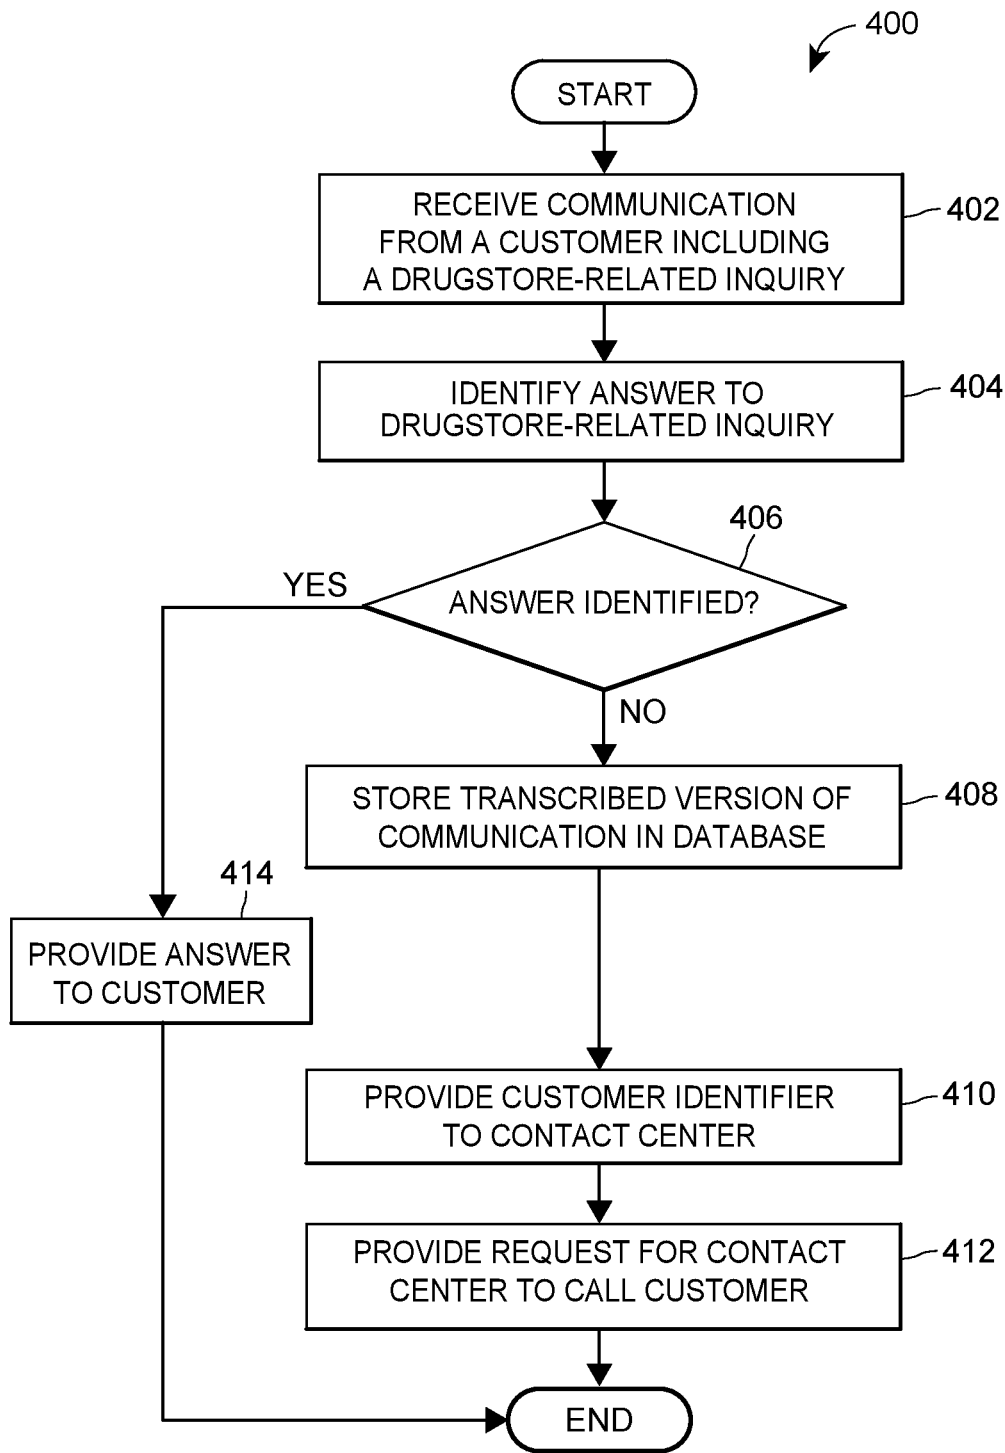 400
START
RECEIVE COMMUNICATION
FROM A CUSTOMER INCLUDING
A DRUGSTORE-RELATED INQUIRY
402
IDENTIFY ANSWER TO
DRUGSTORE-RELATED INQUIRY
404
406
ANSWER IDENTIFIED?
YES
NO
STORE TRANSCRIBED VERSION OF
COMMUNICATION IN DATABASE
408
414
PROVIDE ANSWER
TO CUSTOMER
PROVIDE CUSTOMER IDENTIFIER
TO CONTACT CENTER
410
PROVIDE REQUEST FOR CONTACT
CENTER TO CALL CUSTOMER
412
END